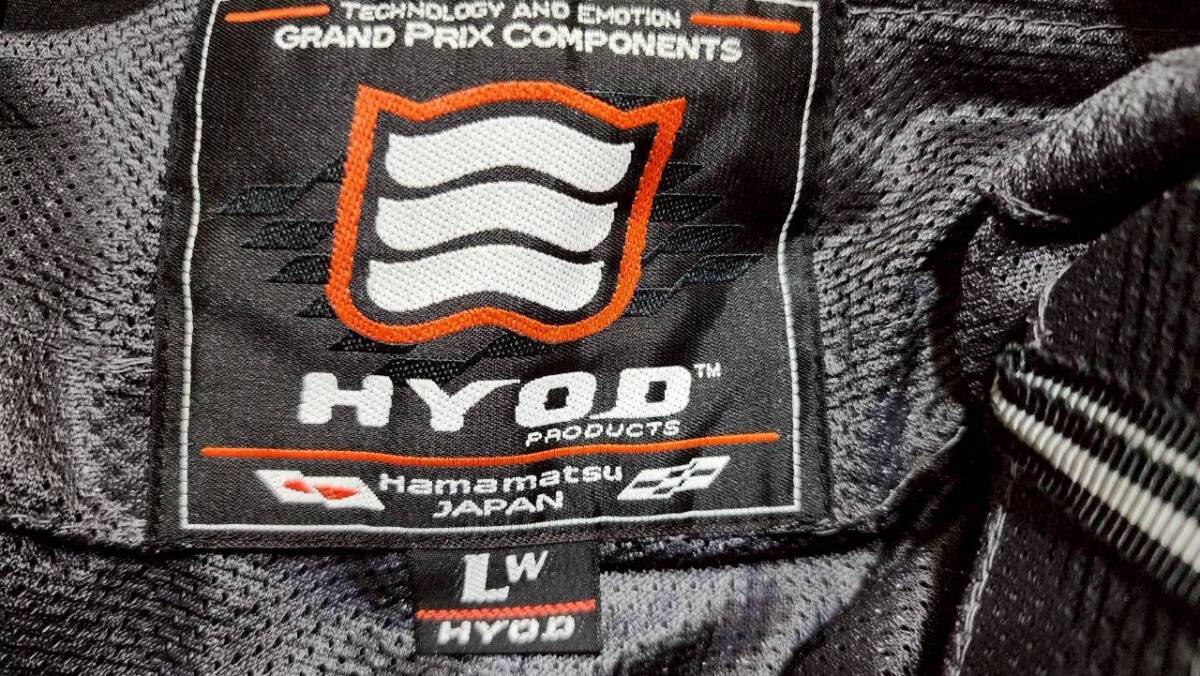 TECHNOLOGY AND EMOTION
GRAND PRIX COMPONENTS
HYOD™
PRODUCTS
Hamamatsu
JAPAN
LW
HYOD